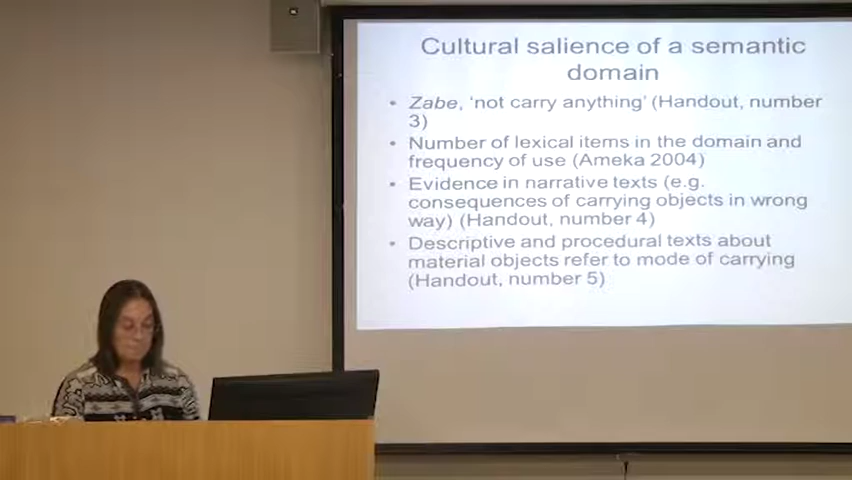 Cultural salience of a semantic
domain
• Zabe, ‘not carry anything’ (Handout, number
3)
• Number of lexical items in the domain and
frequency of use (Ameka 2004)
• Evidence in narrative texts (e.g.
consequences of carrying objects in wrong
way) (Handout, number 4)
• Descriptive and procedural texts about
material objects refer to mode of carrying
(Handout, number 5)